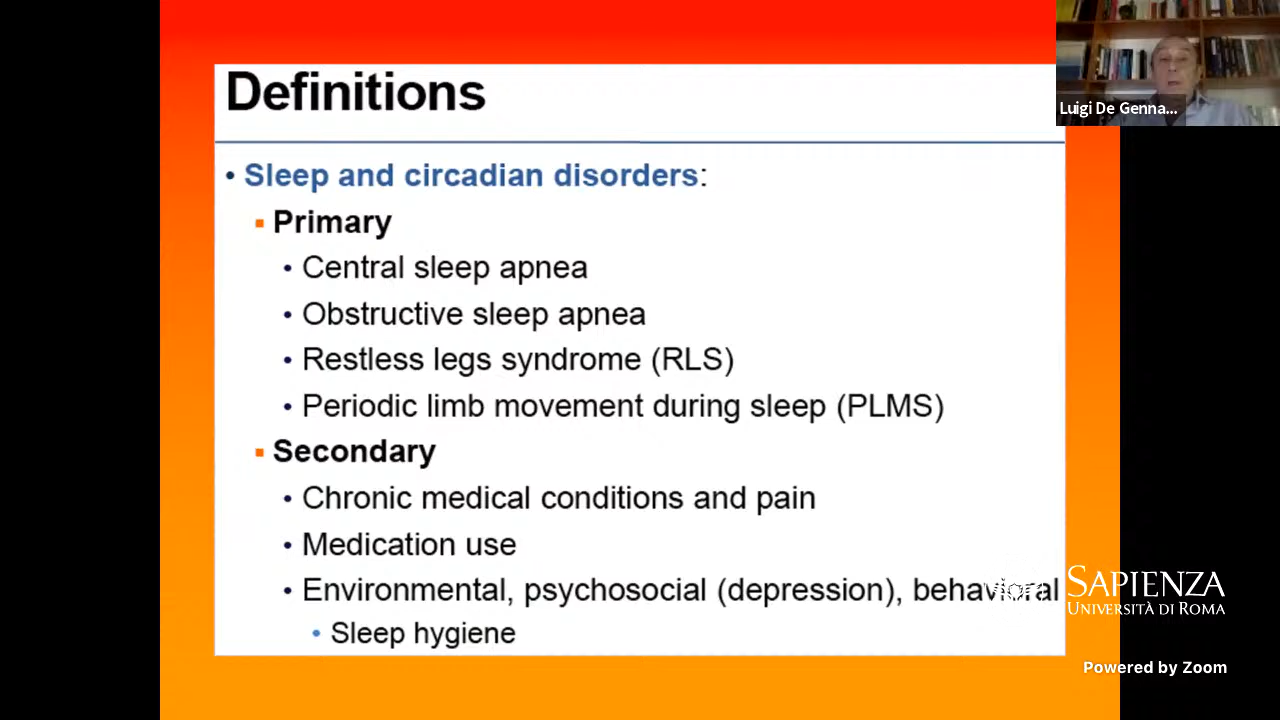 Definitions
Luigi De Genna...
• Sleep and circadian disorders:
▪ Primary
• Central sleep apnea
• Obstructive sleep apnea
• Restless legs syndrome (RLS)
• Periodic limb movement during sleep (PLMS)
▪ Secondary
• Chronic medical conditions and pain
• Medication use
• Environmental, psychosocial (depression), behavioral
• Sleep hygiene
SAPIENZA
UNIVERSITÀ DI ROMA
Powered by Zoom